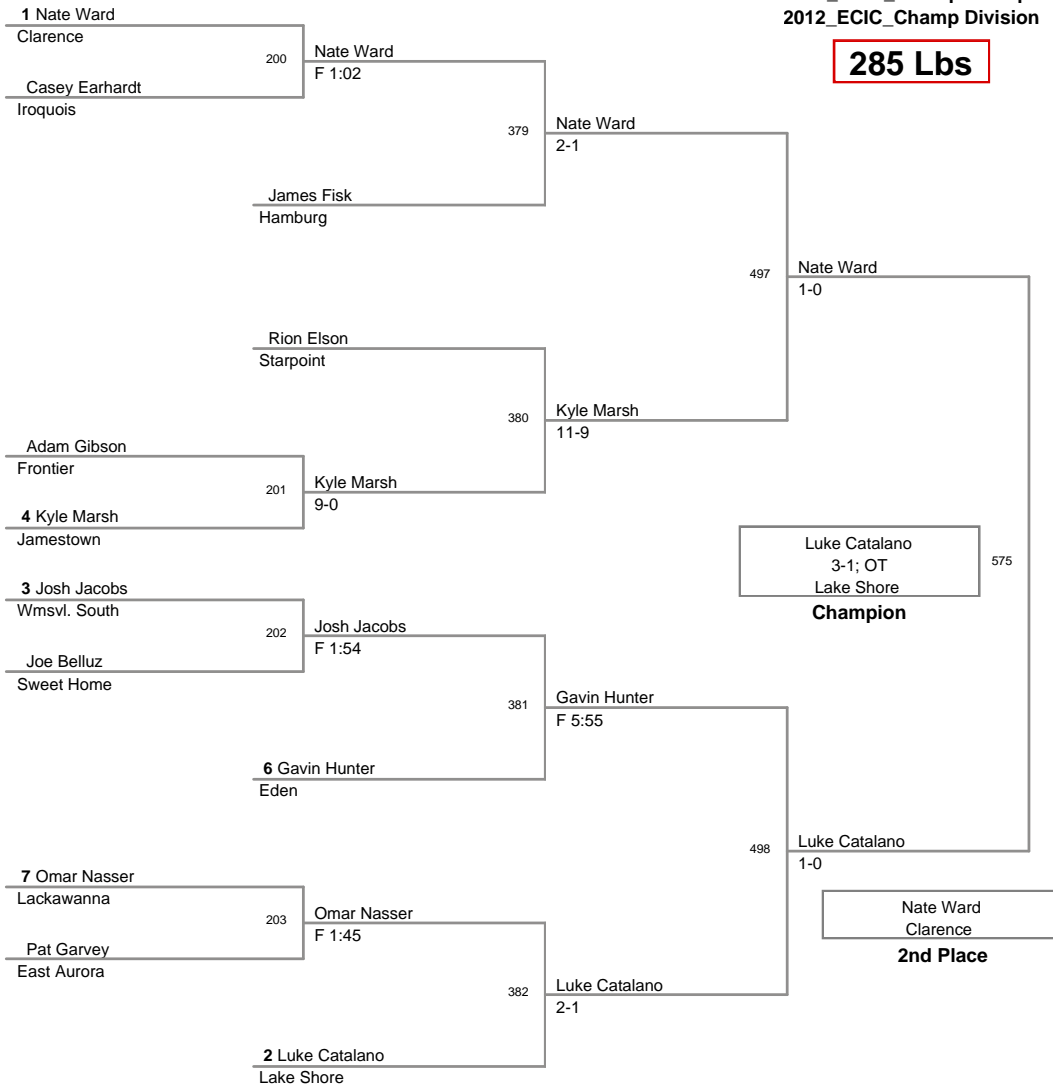 2012_ECIC_Champ Division
285 Lbs
1 Nate Ward
Clarence
200
Nate Ward
F 1:02
Casey Earhardt
Iroquois
379
Nate Ward
2-1
James Fisk
Hamburg
497
Nate Ward
1-0
Rion Elson
Starpoint
380
Kyle Marsh
11-9
Adam Gibson
Frontier
201
Kyle Marsh
9-0
4 Kyle Marsh
Jamestown
Luke Catalano
3-1; OT
Lake Shore
575
Champion
3 Josh Jacobs
Wmsvl. South
202
Josh Jacobs
F 1:54
Joe Belluz
Sweet Home
381
Gavin Hunter
F 5:55
6 Gavin Hunter
Eden
498
Luke Catalano
1-0
7 Omar Nasser
Lackawanna
203
Omar Nasser
F 1:45
Pat Garvey
East Aurora
Nate Ward
Clarence
2nd Place
382
Luke Catalano
2-1
2 Luke Catalano
Lake Shore